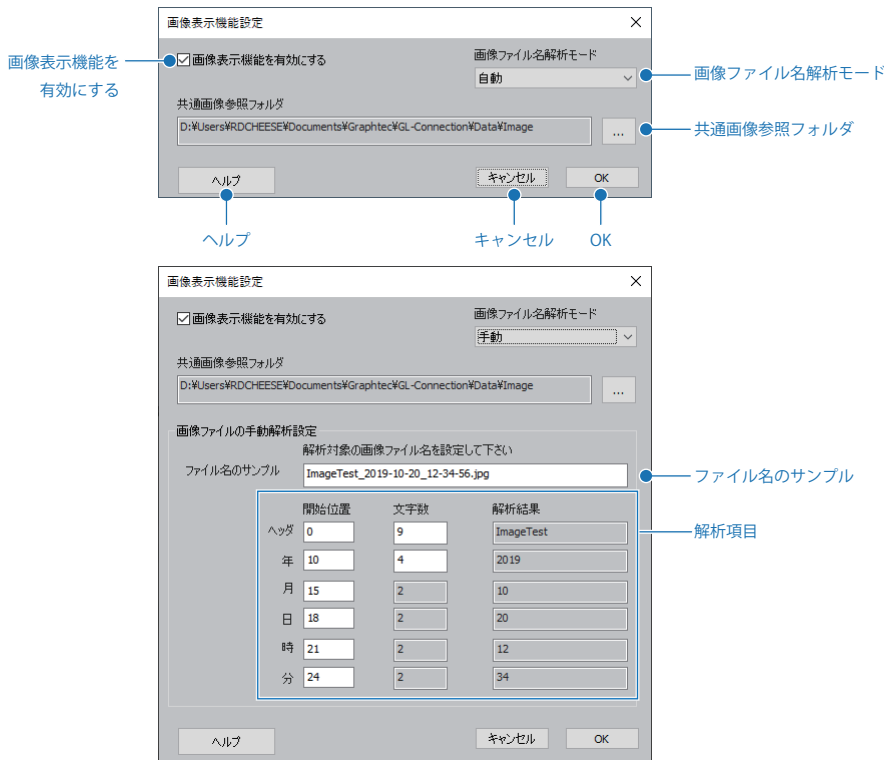 画像表示機能設定
画像表示機能を
有効にする
画像表示機能を有効にする
画像ファイル名解析モード
自動
画像ファイル名解析モード
共通画像参照フォルダ
D:¥Users¥RDCHEESE¥Documents¥Graphtec¥GL-Connection¥Data¥Image
...
共通画像参照フォルダ
ヘルプ
キャンセル
OK
ヘルプ
キャンセル
OK
画像表示機能設定
画像表示機能を有効にする
画像ファイル名解析モード
手動
共通画像参照フォルダ
D:¥Users¥RDCHEESE¥Documents¥Graphtec¥GL-Connection¥Data¥Image
...
画像ファイルの手動解析設定
解析対象の画像ファイル名を設定して下さい
ファイル名のサンプル
ImageTest_2019-10-20_12-34-56.jpg
ファイル名のサンプル
開始位置 文字数 解析結果
解析項目
ヘッダ 0 9 ImageTest
年 10 4 2019
月 15 2 10
日 18 2 20
時 21 2 12
分 24 2 34
ヘルプ
キャンセル
OK